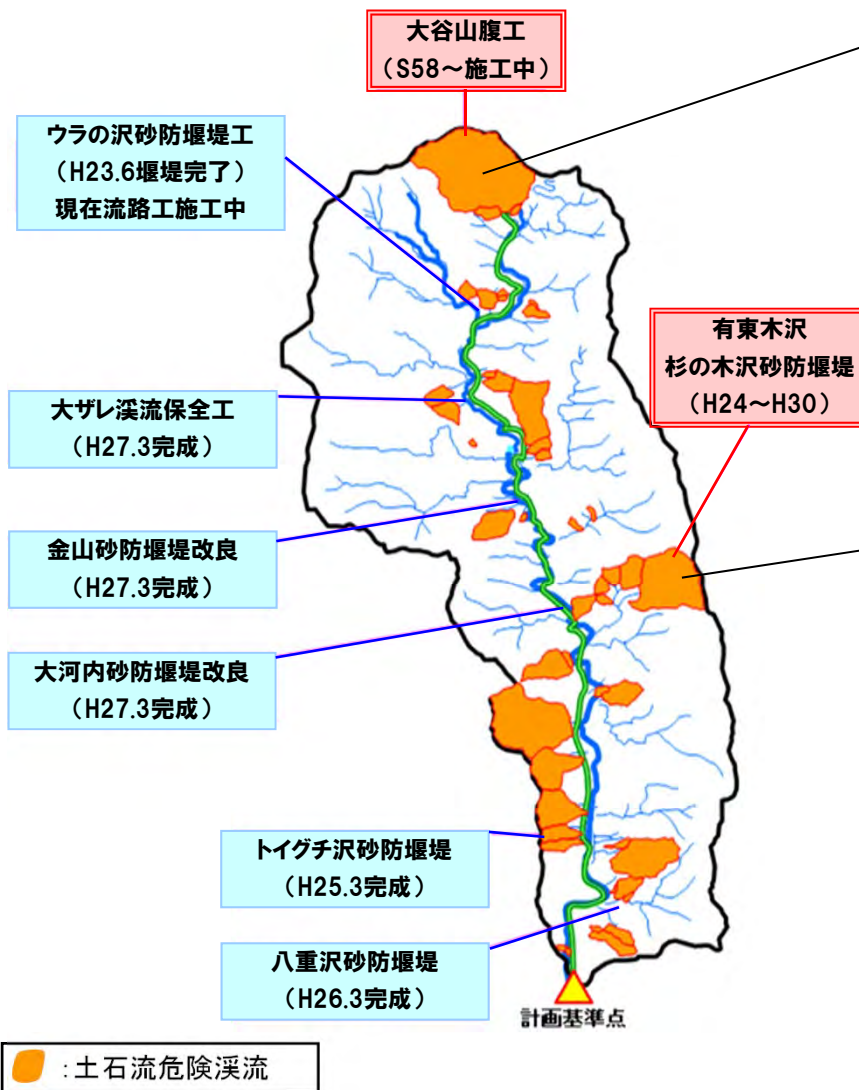 大谷山腹工
(S58～施工中)
ウラの沢砂防堰堤工
(H23.6堰堤完了)
現在流路工施工中
有東木沢
杉の木沢砂防堰堤
(H24～H30)
大ザレ渓流保全工
(H27.3完成)
金山砂防堰堤改良
(H27.3完成)
大河内砂防堰堤改良
(H27.3完成)
トイグチ沢砂防堰堤
(H25.3完成)
八重沢砂防堰堤
(H26.3完成)
計画基準点
：土石流危険渓流